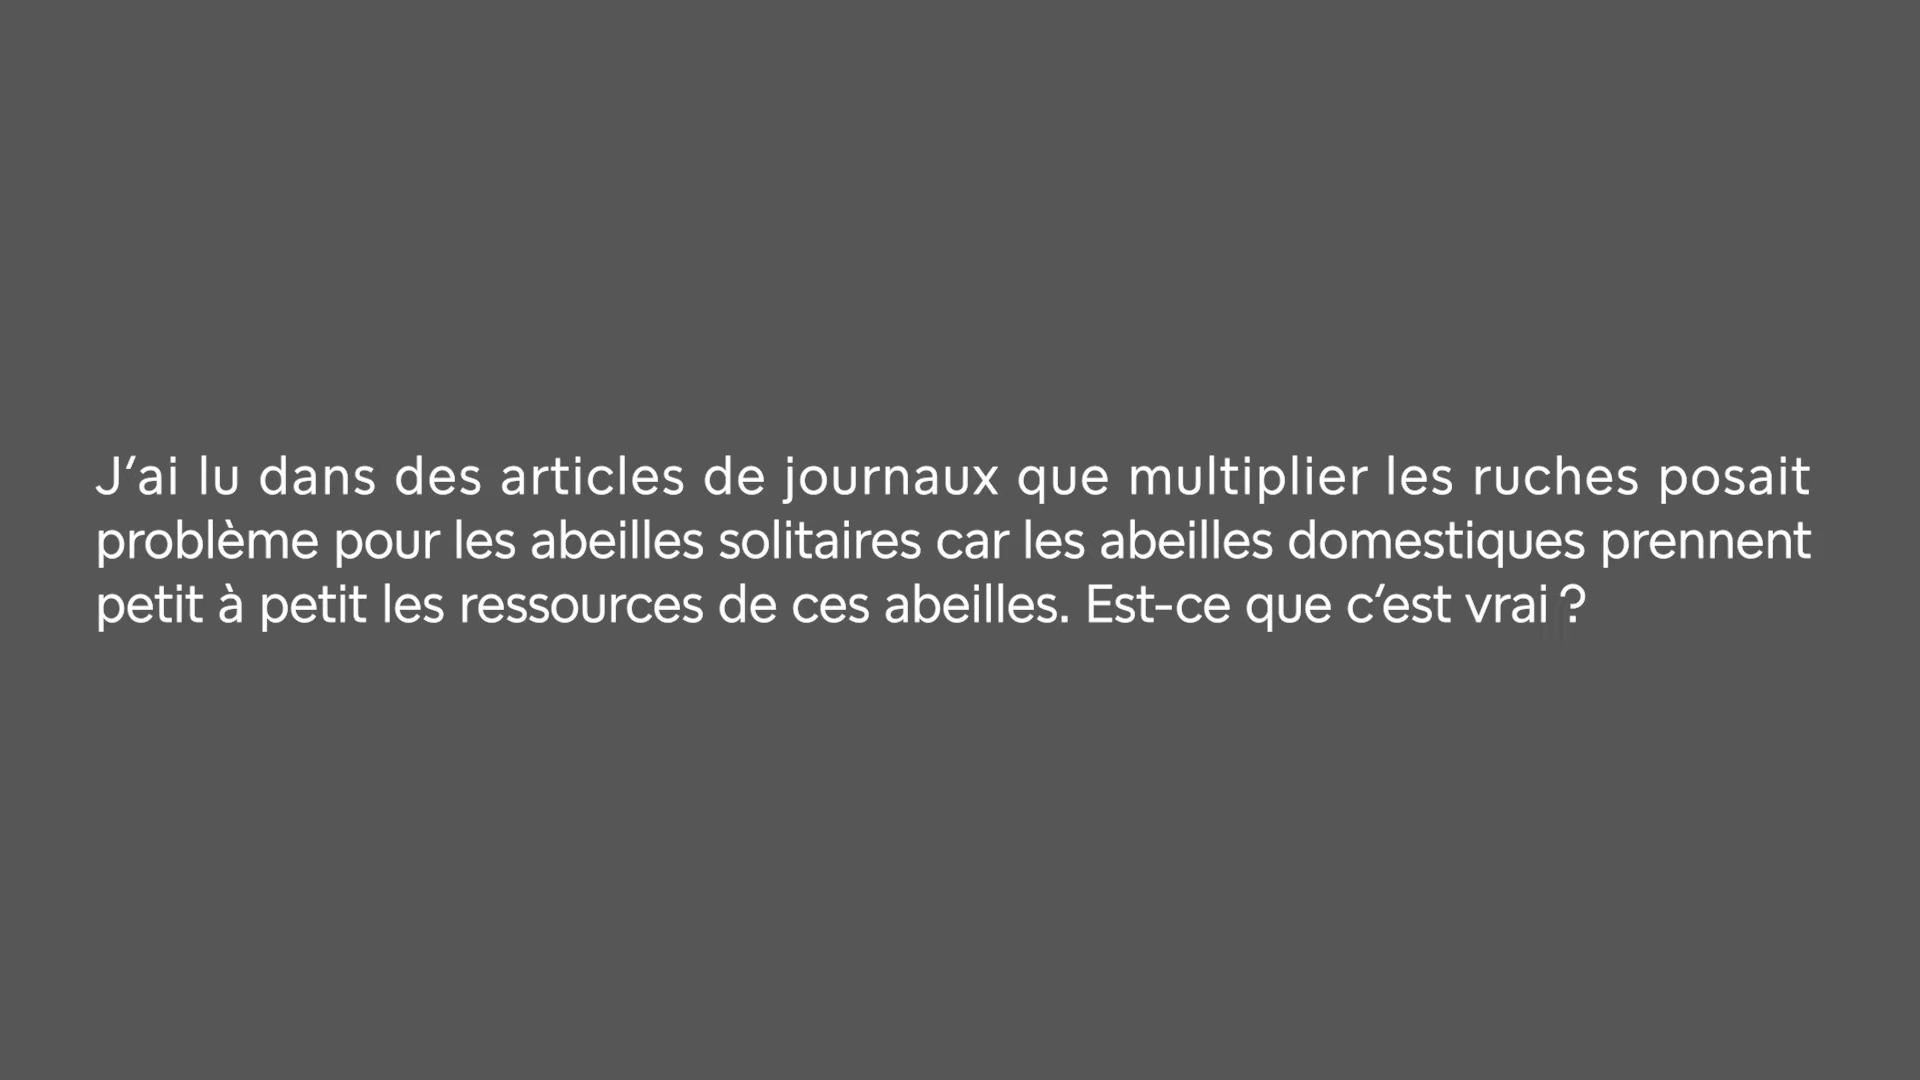 J'ai lu dans des articles de journaux que multiplier les ruches posait
problème pour les abeilles solitaires car les abeilles domestiques prennent
petit à petit les ressources de ces abeilles. Est-ce que c'est vrai ?